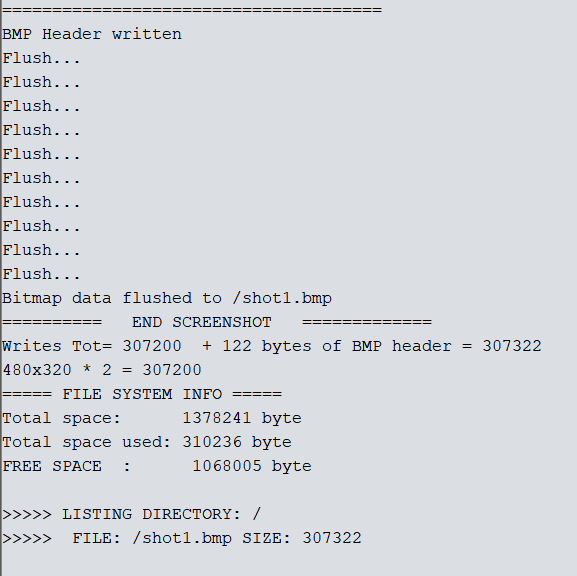 ======================================
BMP Header written
Flush...
Flush...
Flush...
Flush...
Flush...
Flush...
Flush...
Flush...
Flush...
Flush...
Bitmap data flushed to /shot1.bmp
==========   END SCREENSHOT   =============
Writes Tot= 307200  + 122 bytes of BMP header = 307322
480x320 * 2 = 307200
===== FILE SYSTEM INFO =====
Total space:      1378241 byte
Total space used: 310236 byte
FREE SPACE  :      1068005 byte

>>>>> LISTING DIRECTORY: /
>>>>>  FILE: /shot1.bmp SIZE: 307322